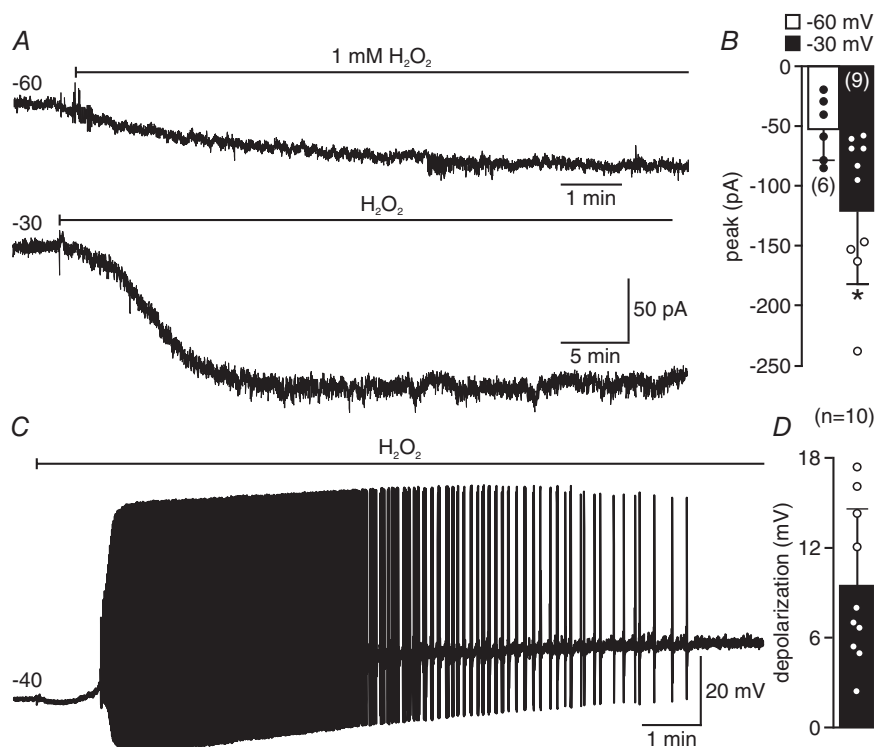 A
1 mM H₂O₂
-60
1 min
H₂O₂
-30
50 pA
5 min
B
-60 mV
-30 mV
peak (pA)
0
-50
-100
-150
-200
-250
(9)
(6)
*
C
H₂O₂
-40
20 mV
1 min
D
(n=10)
depolarization (mV)
18
12
6
0